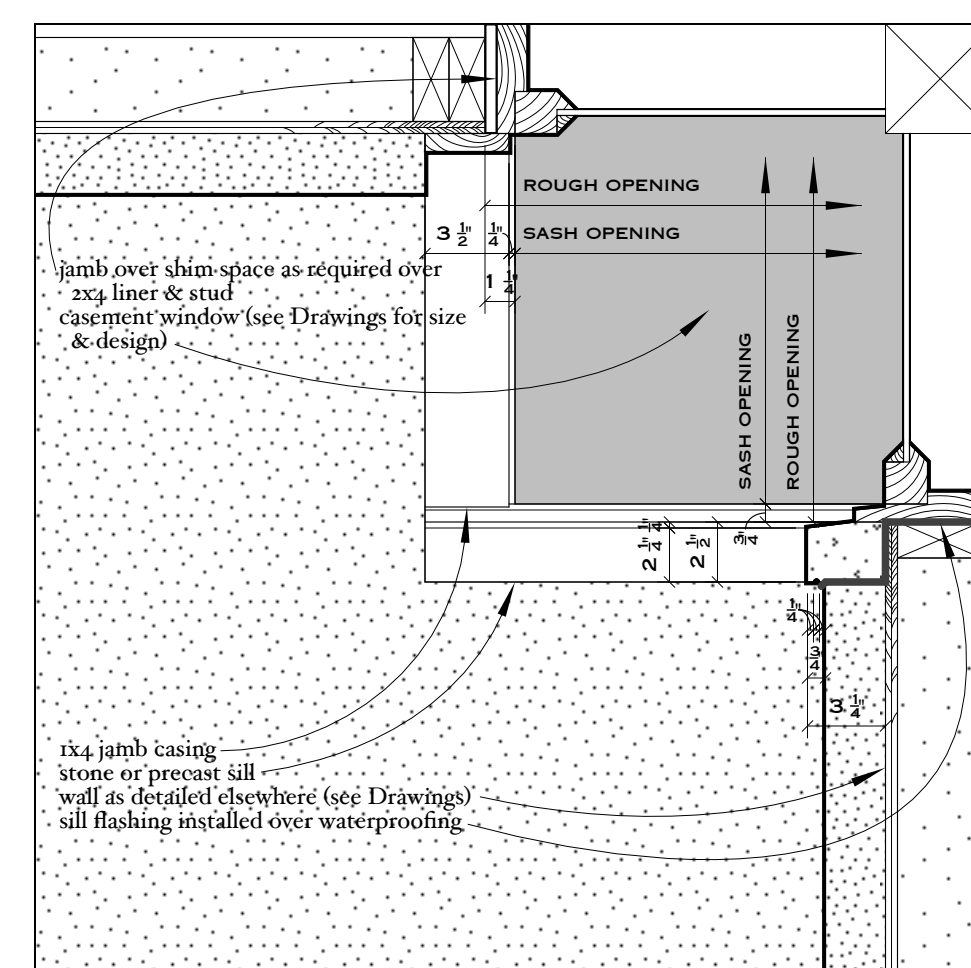 ROUGH OPENING
3 1/2" 1/4" SASH OPENING
1 1/4"
jamb over shim space as required over
2x4 liner & stud
casement window (see Drawings for size
& design)
SASH OPENING
ROUGH OPENING
2 1/4" 1/4"
2 1/2"
3/4"
1/4"
3/4"
3 1/4"
1x4 jamb casing
stone or precast sill
wall as detailed elsewhere (see Drawings)
sill flashing installed over waterproofing